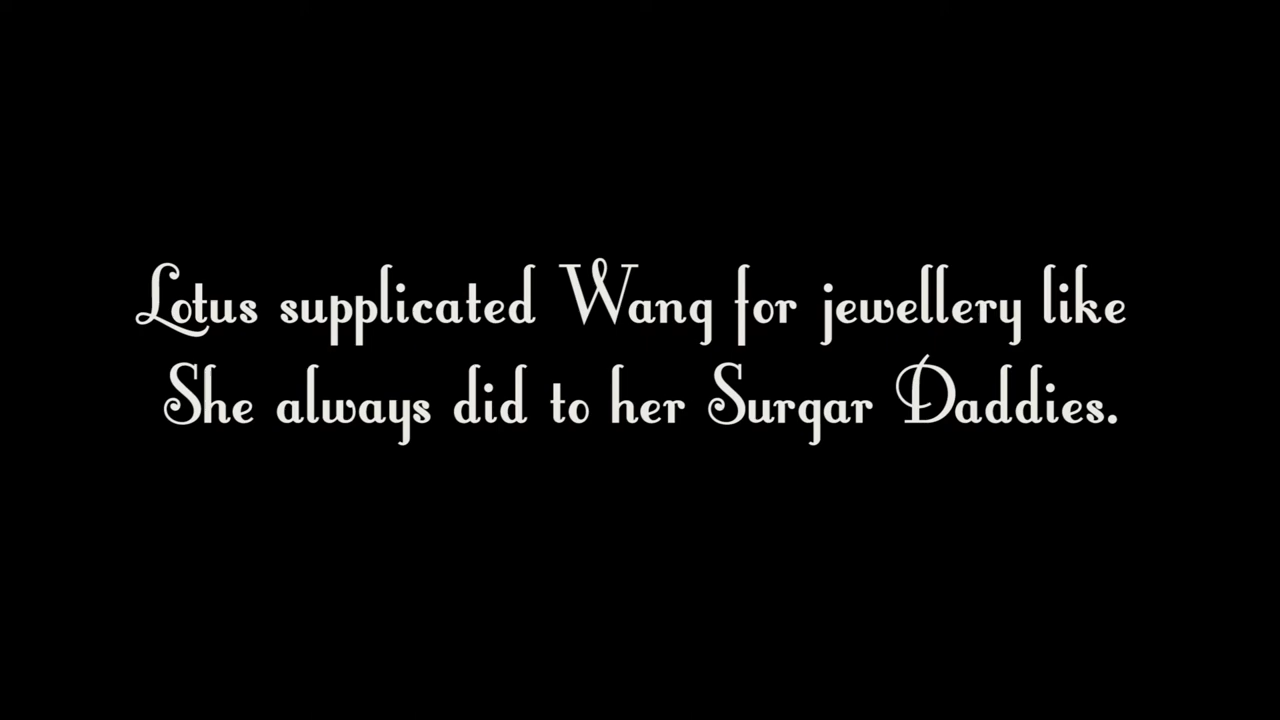 Lotus supplicated Wang for jewellery like
She always did to her Surgar Daddies.